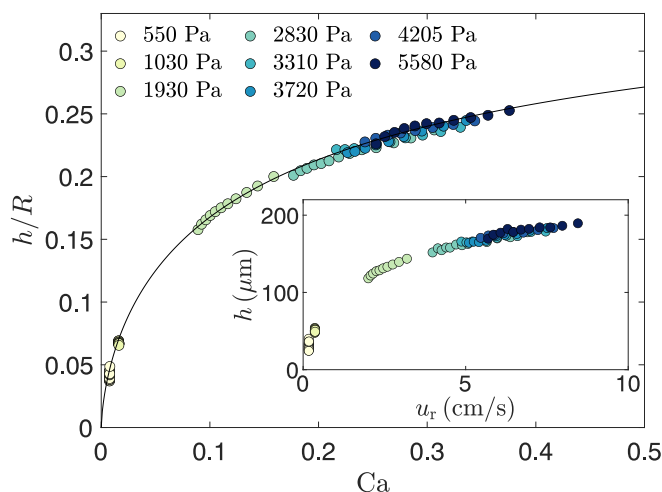 0.3
550 Pa 2830 Pa 4205 Pa
1030 Pa 3310 Pa 5580 Pa
1930 Pa 3720 Pa
0.25
0.2
h/R
0.15
0.1
0.05
0
0 0.1 0.2 0.3 0.4 0.5
Ca
200
h (μm)
100
0
0 5 10
u_r (cm/s)